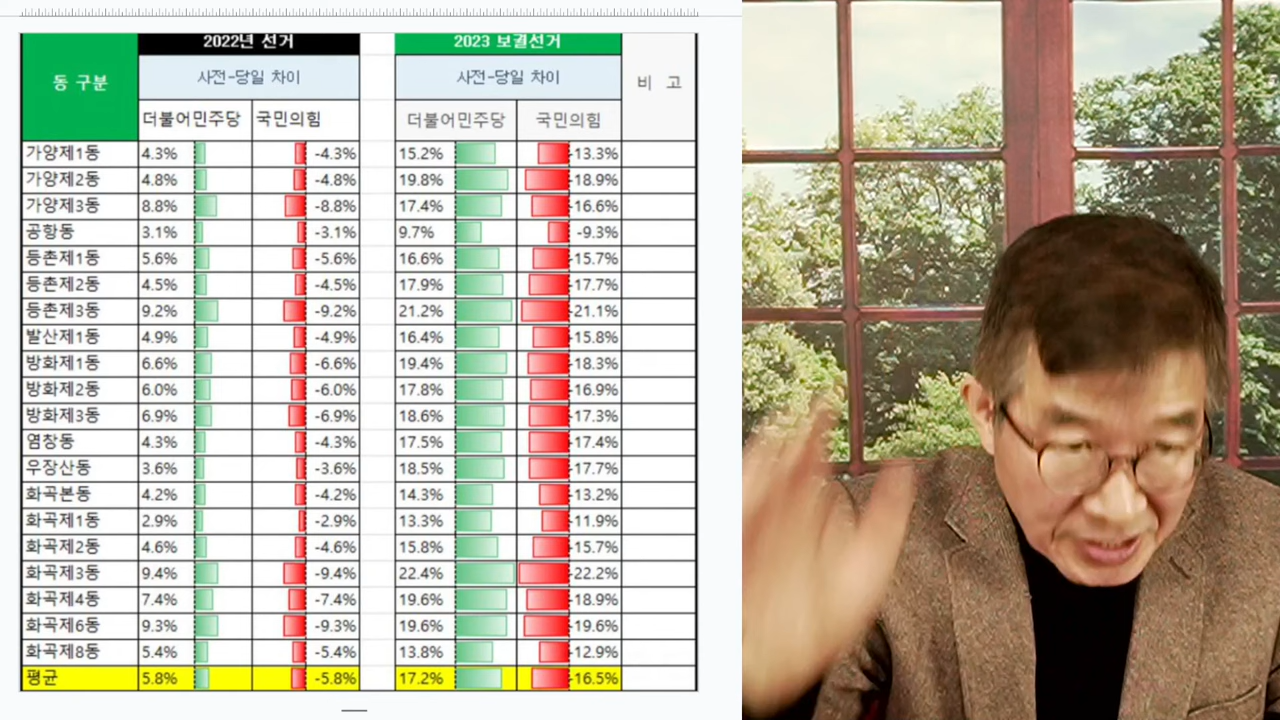 2022년 선거 2023 보궐선거
동 구분 사전-당일 차이 사전-당일 차이 비 고
더불어민주당 국민의힘 더불어민주당 국민의힘
가양제1동 4.3% -4.3% 15.2% -13.3%
가양제2동 4.8% -4.8% 19.8% -18.9%
가양제3동 8.8% -8.8% 17.4% -16.6%
공항동 3.1% -3.1% 9.7% -9.3%
등촌제1동 5.6% -5.6% 16.6% -15.7%
등촌제2동 4.5% -4.5% 17.9% -17.7%
등촌제3동 9.2% -9.2% 21.2% -21.1%
발산제1동 4.9% -4.9% 16.4% -15.8%
방화제1동 6.6% -6.6% 19.4% -18.3%
방화제2동 6.0% -6.0% 17.8% -16.9%
방화제3동 6.9% -6.9% 18.6% -17.3%
염창동 4.3% -4.3% 17.5% -17.4%
우장산동 3.6% -3.6% 18.5% -17.7%
화곡본동 4.2% -4.2% 14.3% -13.2%
화곡제1동 2.9% -2.9% 13.3% -11.9%
화곡제2동 4.6% -4.6% 15.8% -15.7%
화곡제3동 9.4% -9.4% 22.4% -22.2%
화곡제4동 7.4% -7.4% 19.6% -18.9%
화곡제6동 9.3% -9.3% 19.6% -19.6%
화곡제8동 5.4% -5.4% 13.8% -12.9%
평균 5.8% -5.8% 17.2% -16.5%